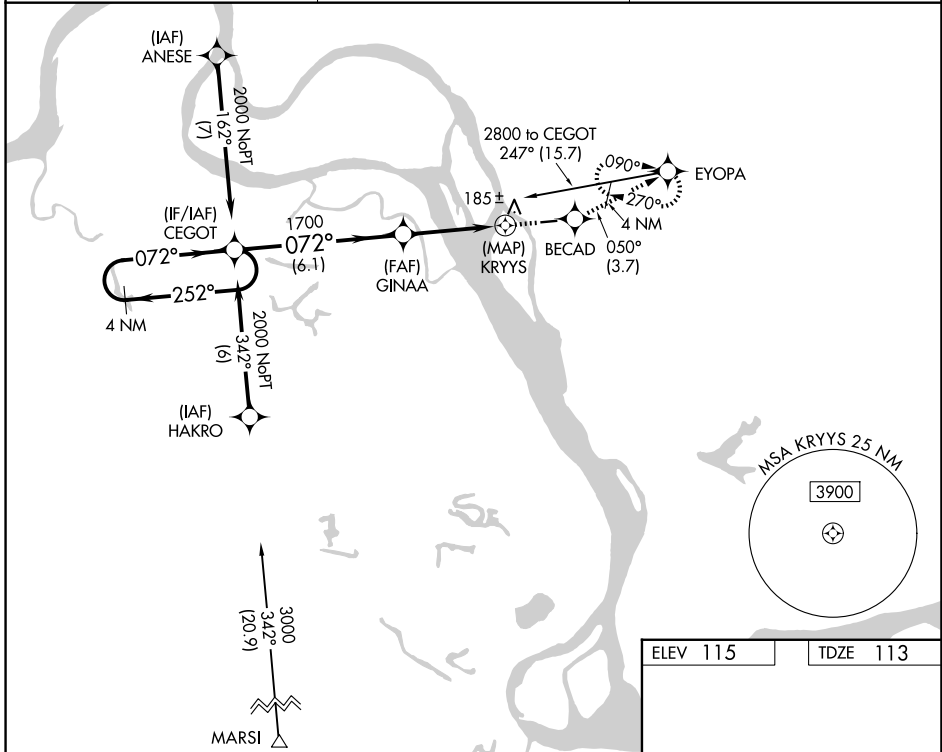 (IAF)
ANESE
2000 NoPT
162°
(7)
2800 to CEGOT
247° (15.7)
090°
EYOPA
270°
4 NM
185±
(IF/IAF)
CEGOT
1700
072°
(6.1)
072°
252°
4 NM
(FAF)
GINAA
(MAP)
KRYYS
BECAD
050°
(3.7)
2000 NoPT
342°
(6)
(IAF)
HAKRO
MSA KRYYS 25 NM
3900
3000
342°
(20.9)
MARSI
ELEV 115
TDZE 113